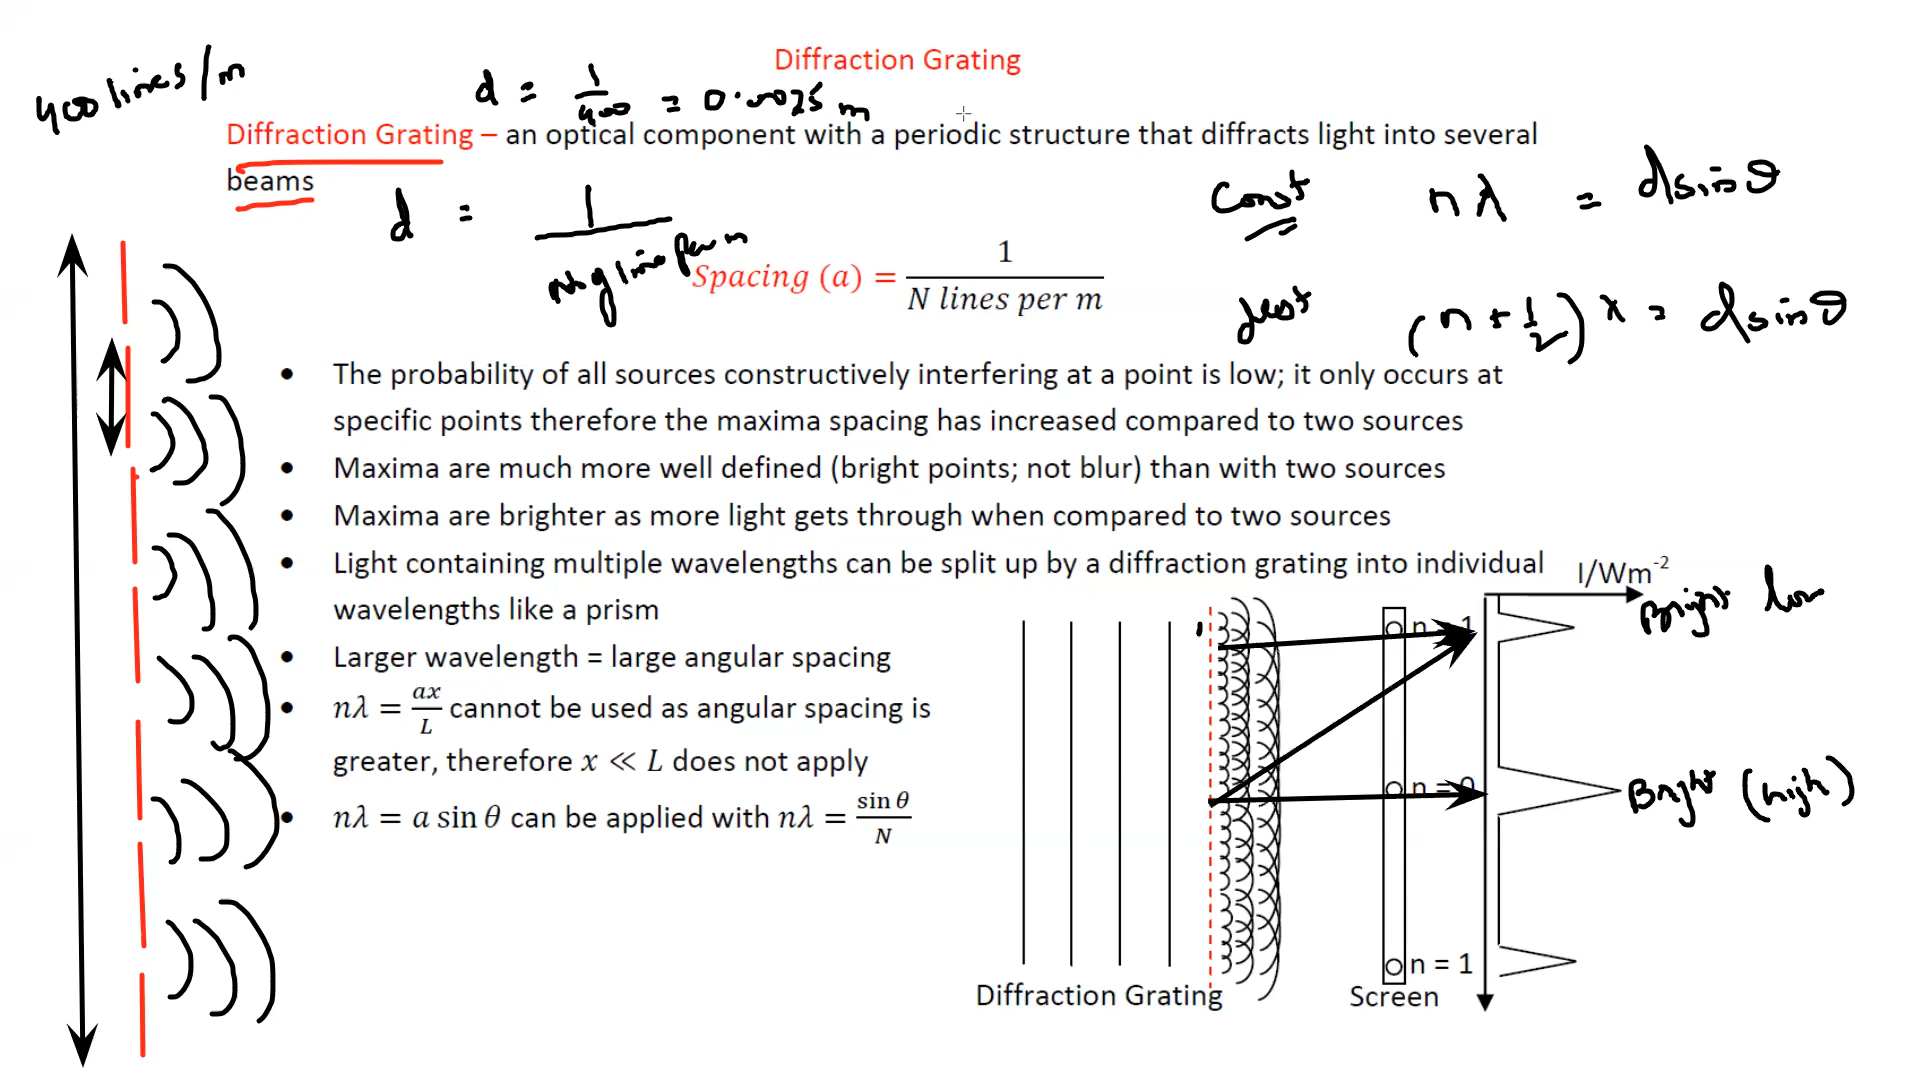 Diffraction Grating
400 lines/m
d = 1/400 = 0.0025 m
Diffraction Grating – an optical component with a periodic structure that diffracts light into several
beams
d = 1/No of lines per m
Spacing (a) = 1/N lines per m
Const nλ = d sin θ
dest (n + 1/2) λ = d sin θ
• The probability of all sources constructively interfering at a point is low; it only occurs at
specific points therefore the maxima spacing has increased compared to two sources
• Maxima are much more well defined (bright points; not blur) than with two sources
• Maxima are brighter as more light gets through when compared to two sources
• Light containing multiple wavelengths can be split up by a diffraction grating into individual
wavelengths like a prism
• Larger wavelength = large angular spacing
• nλ = ax/L cannot be used as angular spacing is
greater, therefore x ≪ L does not apply
• nλ = a sin θ can be applied with nλ = sin θ/N
I/Wm⁻²
Bright low
n = 1
n = 0
Bright (high)
n = 1
Diffraction Grating
Screen